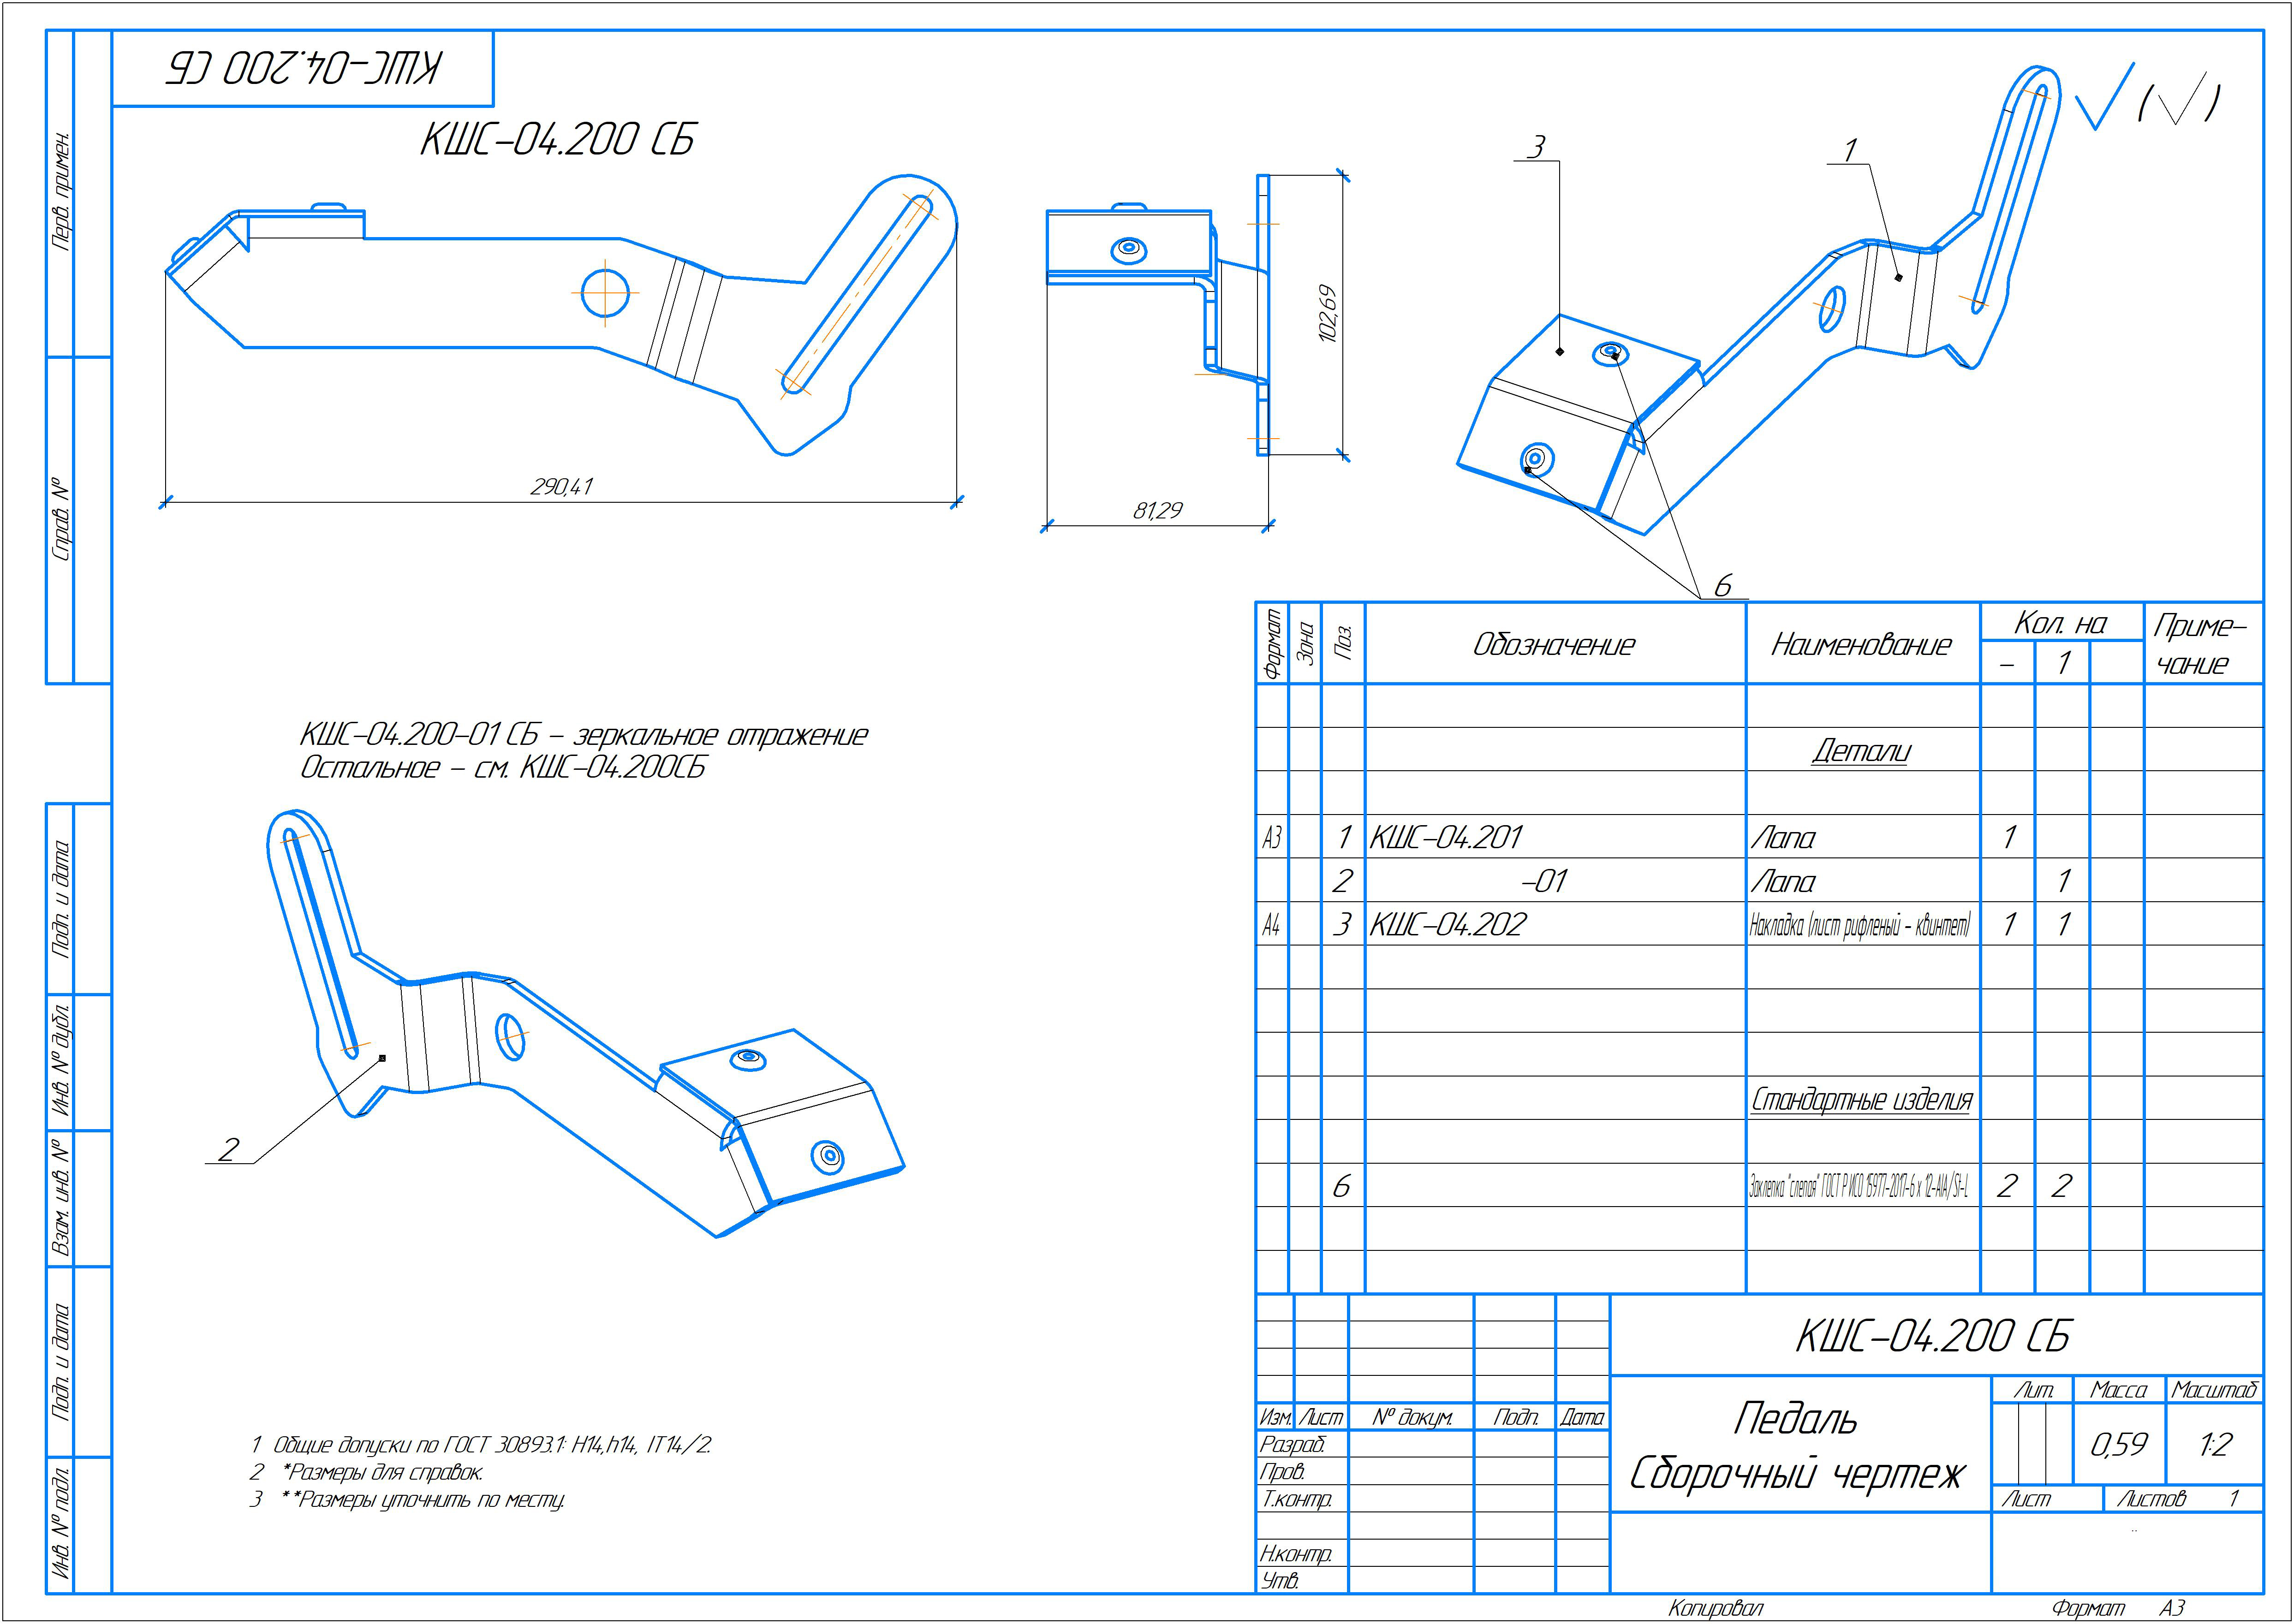 КШС-04.200 СБ
КШС-04.200 СБ
Перв. примен.
Справ. №
Подп. и дата
Инв. № дубл.
Взам. инв. №
Подп. и дата
Инв. № подл.
290,41
81,29
102,69
3
1
6
√ (√)
КШС-04.200-01 СБ - зеркальное отражение
Остальное - см. КШС-04.200СБ
2
1 Общие допуски по ГОСТ 30893.1: Н14,h14, IT14/2.
2 *Размеры для справок.
3 **Размеры уточнить по месту.
Формат Зона Поз. Обозначение Наименование Кол. на Приме-
- 1 чание
Детали
А3 1 КШС-04.201 Лапа 1
2 -01 Лапа 1
А4 3 КШС-04.202 Накладка (лист рифленый - квинтет) 1 1
Стандартные изделия
6 Заклепка "слепая" ГОСТ Р ИСО 15977-2017-6 х 12-AIA/St-L 2 2
КШС-04.200 СБ
Изм. Лист № докум. Подп. Дата
Разраб.
Пров.
Т.контр.
Н.контр.
Утв.
Педаль
Сборочный чертеж
Лит. Масса Масштаб
0,59 1:2
Лист Листов 1
Копировал Формат А3